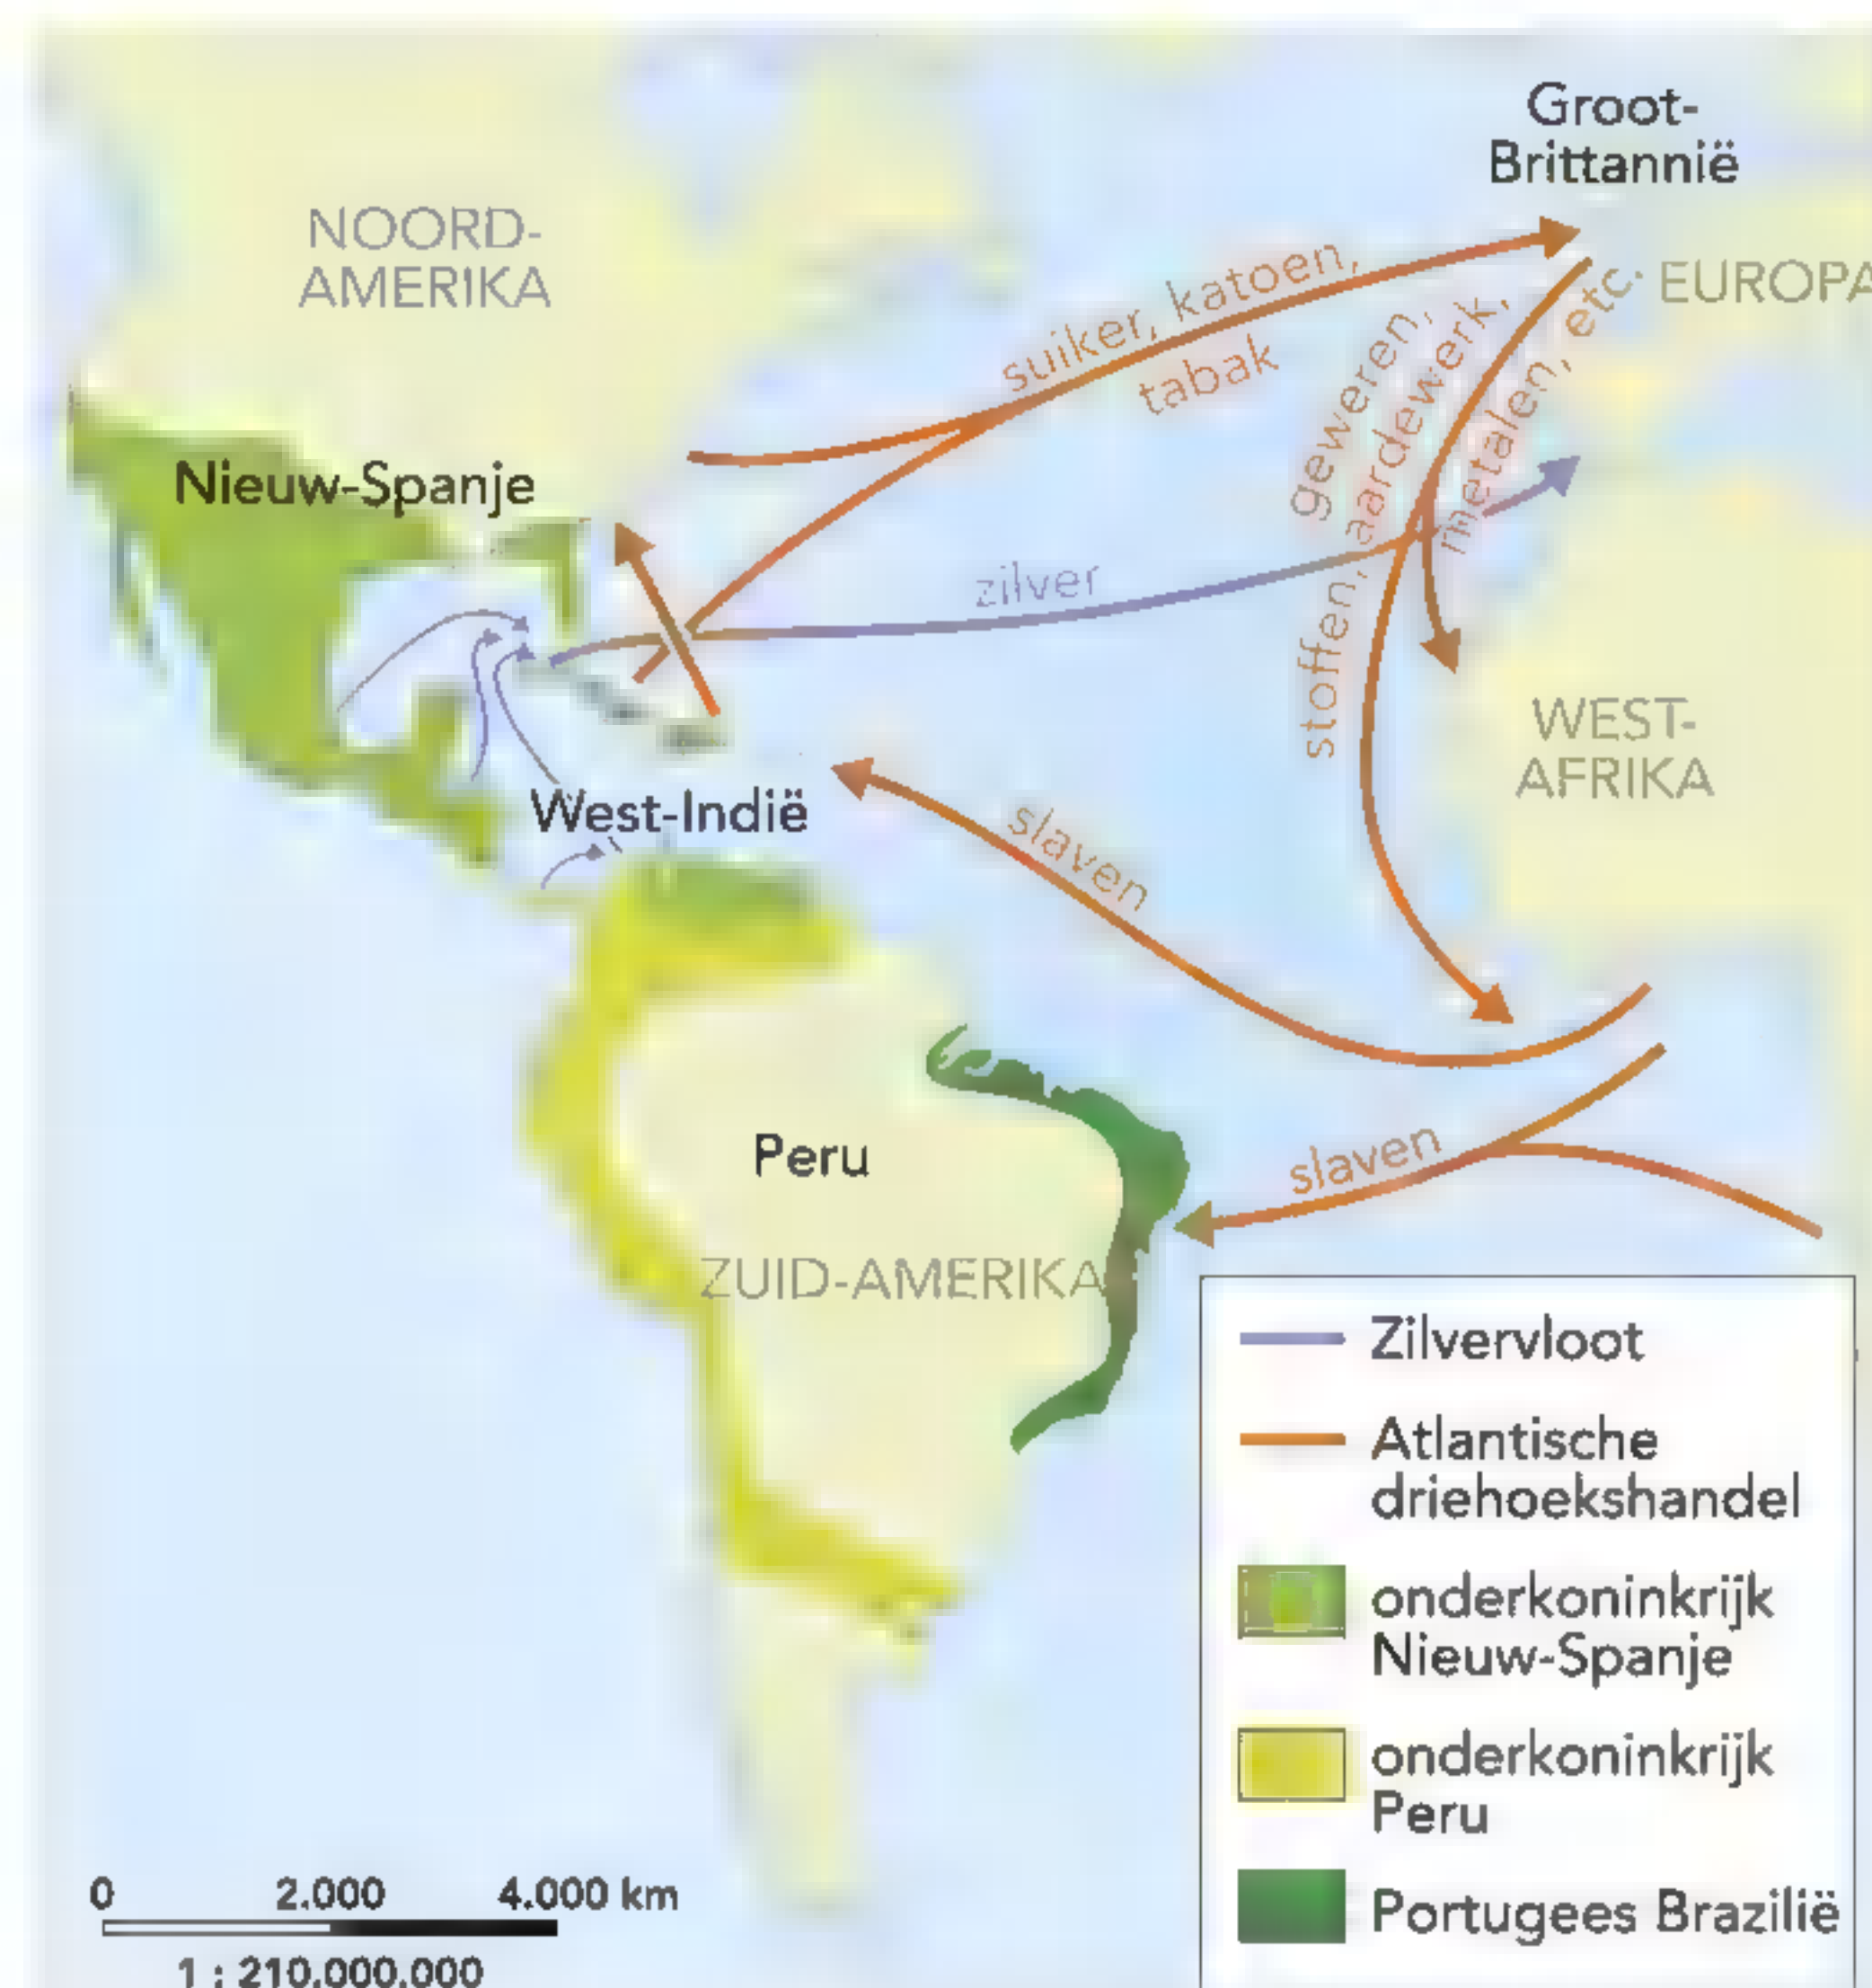 Groot-
Brittannië
NOORD-
AMERIKA
EUROPA
suiker, katoen,
tabak
geweren,
stoffen, aardewerk,
metalen, etc.
Nieuw-Spanje
zilver
WEST-
AFRIKA
West-Indië
slaven
Peru
slaven
ZUID-AMERIKA
Zilvervloot
Atlantische
driehoekshandel
onderkoninkrijk
Nieuw-Spanje
onderkoninkrijk
Peru
Portugees Brazilië
0 2.000 4.000 km
1 : 210.000.000